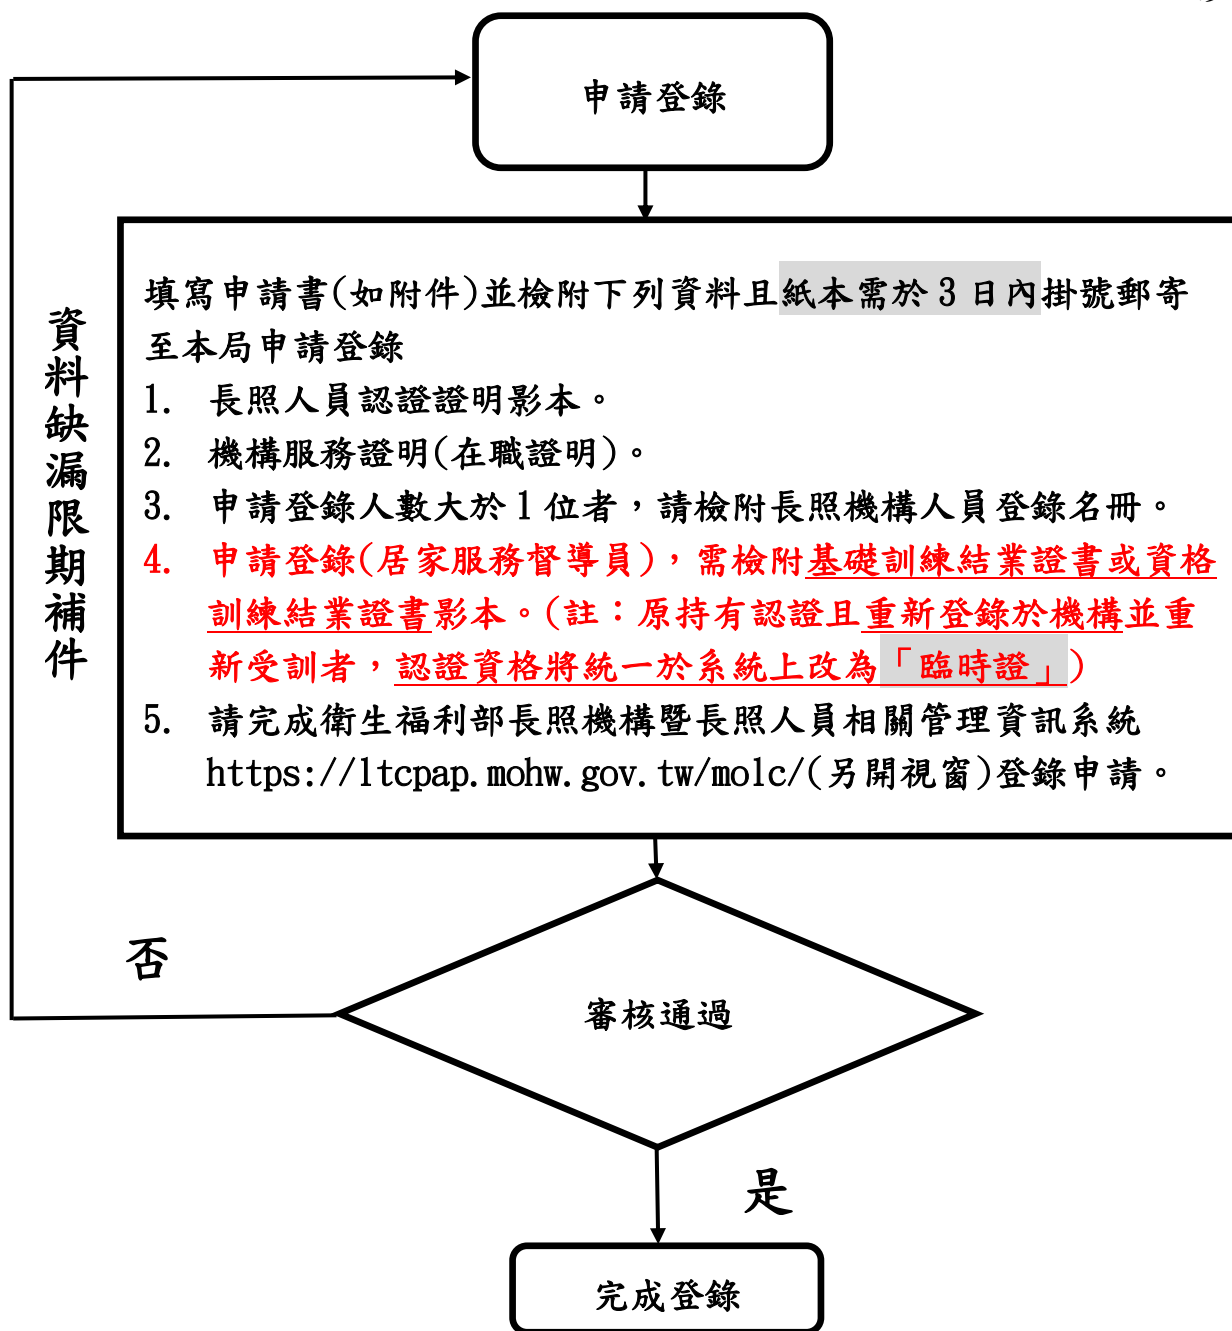 申請登錄
填寫申請書(如附件)並檢附下列資料且紙本需於 3 日內掛號郵寄
至本局申請登錄
1. 長照人員認證證明影本。
2. 機構服務證明(在職證明)。
3. 申請登錄人數大於 1 位者，請檢附長照機構人員登錄名冊。
4. 申請登錄(居家服務督導員)，需檢附基礎訓練結業證書或資格
訓練結業證書影本。(註：原持有認證且重新登錄於機構並重
新受訓者，認證資格將統一於系統上改為「臨時證」)
5. 請完成衛生福利部長照機構暨長照人員相關管理資訊系統
https://ltcpap.mohw.gov.tw/molc/(另開視窗)登錄申請。
資料缺漏限期補件
否
審核通過
是
完成登錄